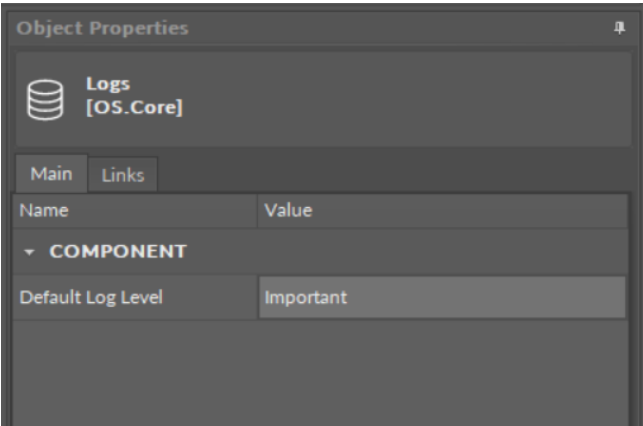 Object Properties
Logs
[OS.Core]
Main Links
Name Value
COMPONENT
Default Log Level Important